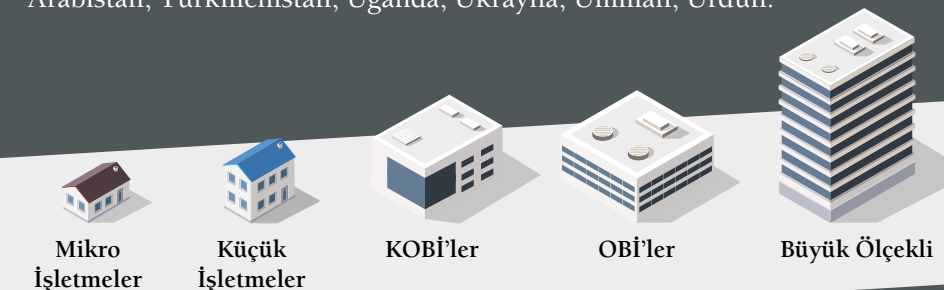 Arabistan, Türkmenistan, Uganda, Ukrayna, Umman, Ürdün.
Mikro
İşletmeler
Küçük
İşletmeler
KOBİ’ler
OBİ’ler
Büyük Ölçekli